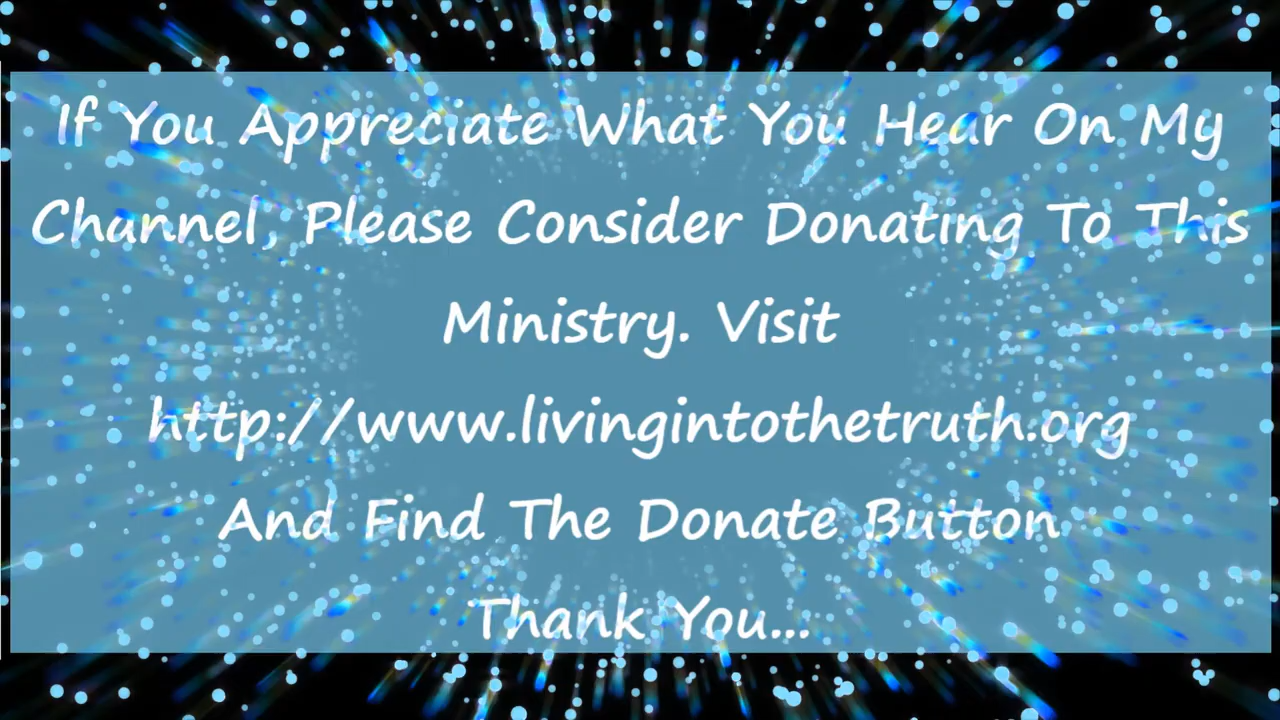 If You Appreciate What You Hear On My
Channel, Please Consider Donating To This
Ministry. Visit
http://www.livingintothetruth.org
And Find The Donate Button
Thank You...